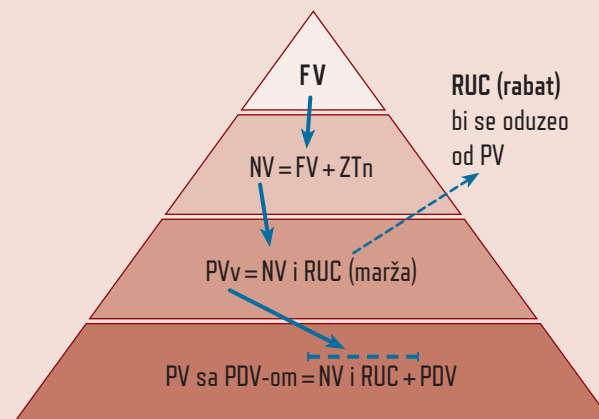 FV
RUC (rabat)
bi se oduzeo
od PV
NV = FV + ZTn
PVv = NV i RUC (marža)
PV sa PDV-om = NV i RUC + PDV